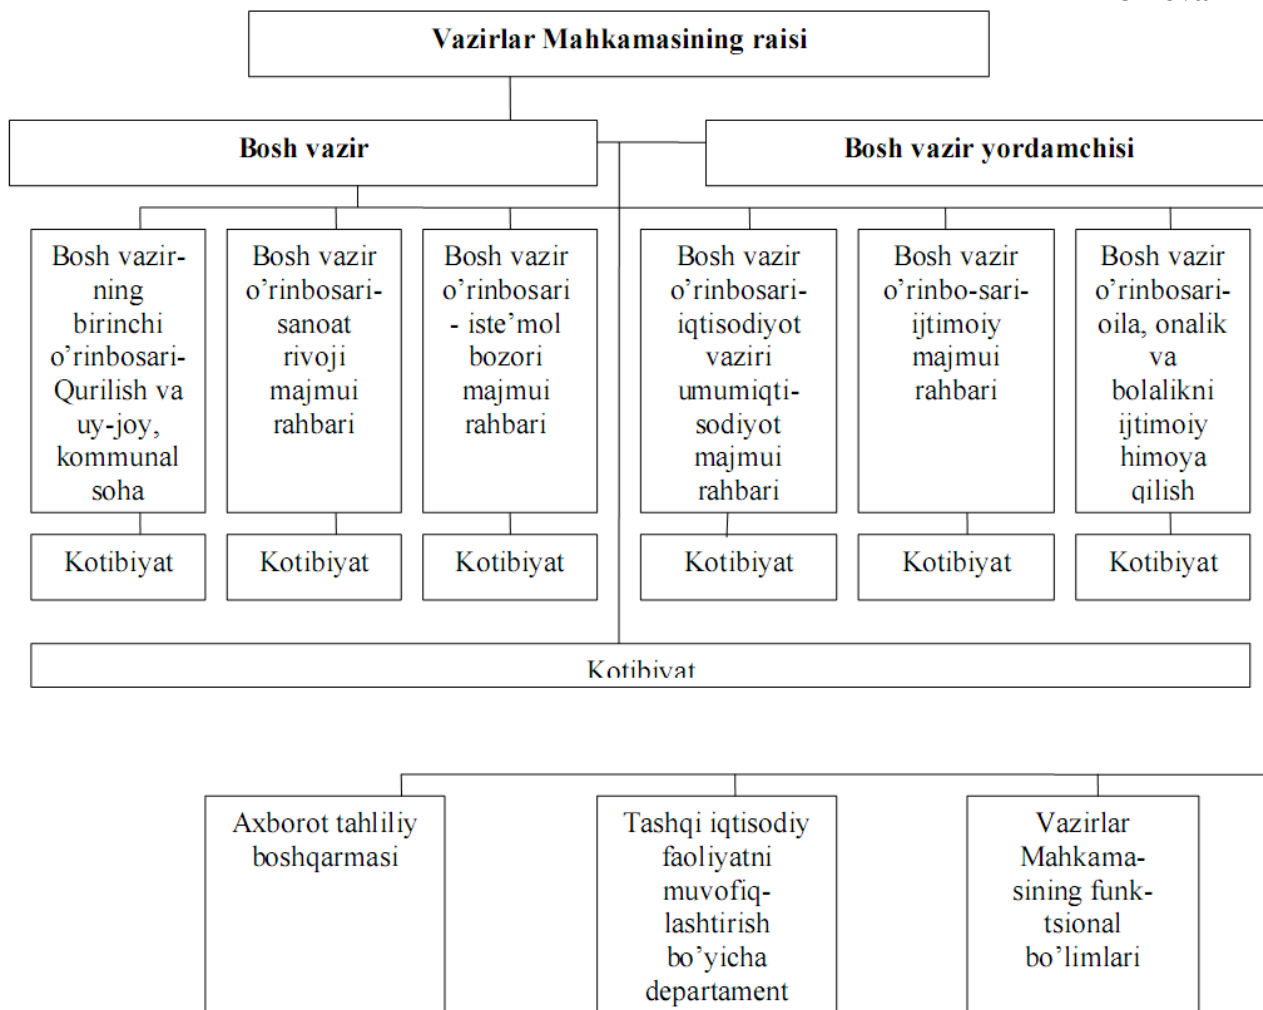 Vazirlar Mahkamasining raisi
Bosh vazir
Bosh vazir yordamchisi
Bosh vazir-
ning
birinchi
o’rinbosari-
Qurilish va
uy-joy,
kommunal
soha
Bosh vazir
o’rinbosari-
sanoat
rivoji
majmui
rahbari
Bosh vazir
o’rinbosari
- iste’mol
bozori
majmui
rahbari
Bosh vazir
o’rinbosari-
iqtisodiyot
vaziri
umumiqti-
sodiyot
majmui
rahbari
Bosh vazir
o’rinbo-sari-
ijtimoiy
majmui
rahbari
Bosh vazir
o’rinbosari-
oila, onalik
va
bolalikni
ijtimoiy
himoya
qilish
Kotibiyat
Kotibiyat
Kotibiyat
Kotibiyat
Kotibiyat
Kotibiyat
Kotibiyat
Axborot tahliliy
boshqarmasi
Tashqi iqtisodiy
faoliyatni
muvofiq-
lashtirish
bo’yicha
departament
Vazirlar
Mahkama-
sining funk-
tsional
bo’limlari